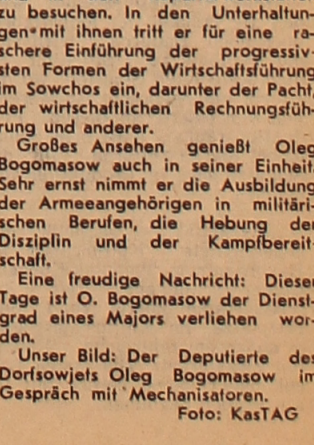 zu besuchen. In den Unterhaltun-
gen mit ihnen tritt er für eine ra-
schere Einführung der progressiv-
sten Formen der Wirtschaftsführung
im Sowchos ein, darunter der Pacht,
der wirtschaftlichen Rechnungsfüh-
rung und anderer.
Großes Ansehen genießt Oleg
Bogomasow auch in seiner Einheit.
Sehr ernst nimmt er die Ausbildung
der Armeeangehörigen in militäri-
schen Berufen, die Hebung der
Disziplin und der Kampfbereit-
schaft.
Eine freudige Nachricht: Dieser
Tage ist O. Bogomasow der Dienst-
grad eines Majors verliehen wor-
den.
Unser Bild: Der Deputierte des
Dorfsowjets Oleg Bogomasow im
Gespräch mit Mechanisatoren.
Foto: KasTAG